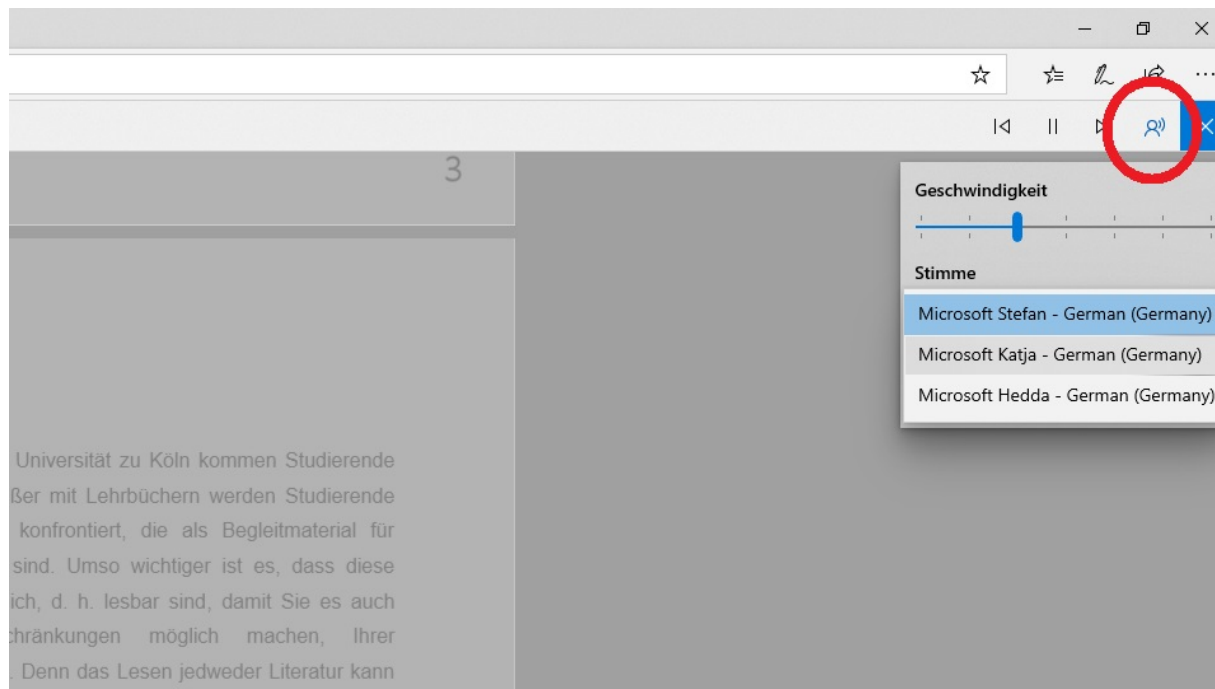 3
Geschwindigkeit
Stimme
Microsoft Stefan - German (Germany)
Microsoft Katja - German (Germany)
Microsoft Hedda - German (Germany)
Universität zu Köln kommen Studierende
ßer mit Lehrbüchern werden Studierende
konfrontiert, die als Begleitmaterial für
sind. Umso wichtiger ist es, dass diese
ich, d. h. lesbar sind, damit Sie es auch
chränkungen möglich machen, Ihrer
. Denn das Lesen jedweder Literatur kann